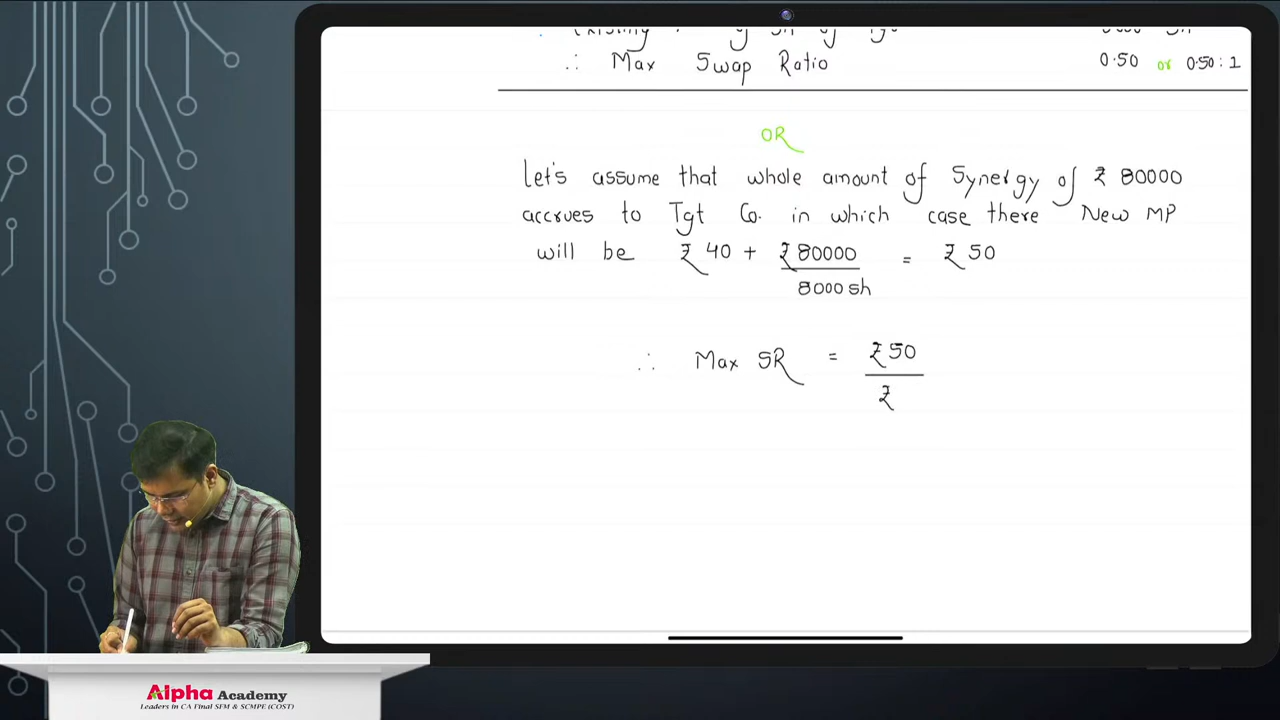 ∴ Max Swap Ratio 0.50 or 0.50 : 1
OR
Let's assume that whole amount of Synergy of ₹ 80000
accrues to Tgt Co. in which case there New MP
will be ₹ 40 + ₹ 80000 = ₹ 50
8000 sh
∴ Max SR = ₹ 50
₹
Alpha Academy
Leaders in CA Final SFM & SCMPE (COST)